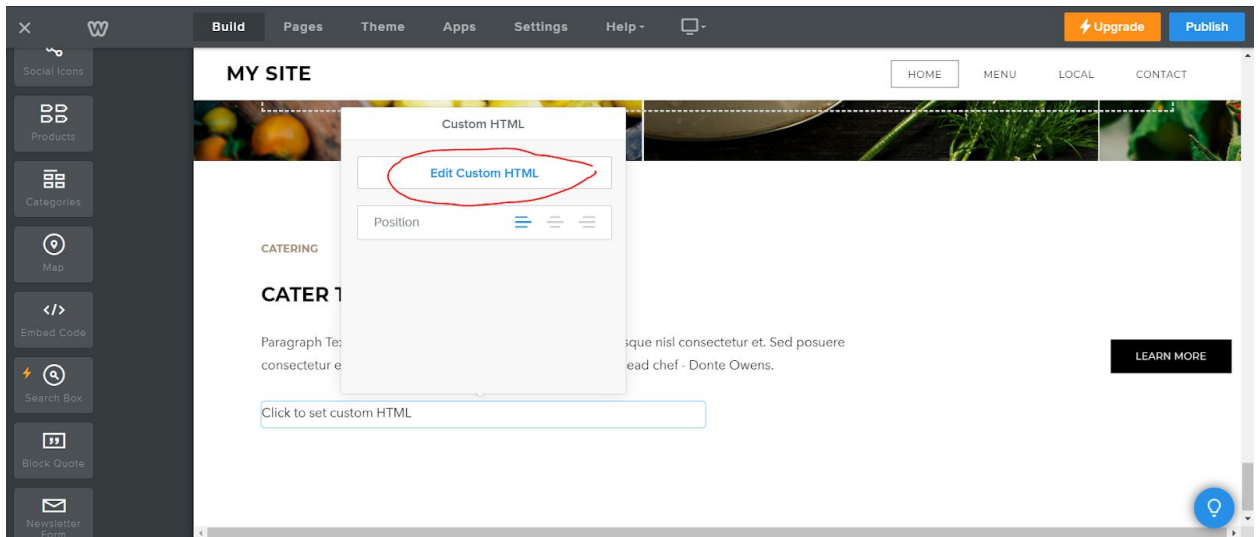 Build Pages Theme Apps Settings Help Upgrade Publish
Social Icons
Products
Categories
Map
</>
Embed Code
Search Box
Block Quote
Newsletter
Form
MY SITE
HOME MENU LOCAL CONTACT
Custom HTML
Edit Custom HTML
Position
CATERING
CATER T
Paragraph Te
sque nisl consectetur et. Sed posuere
consectetur e
ead chef - Donte Owens.
LEARN MORE
Click to set custom HTML